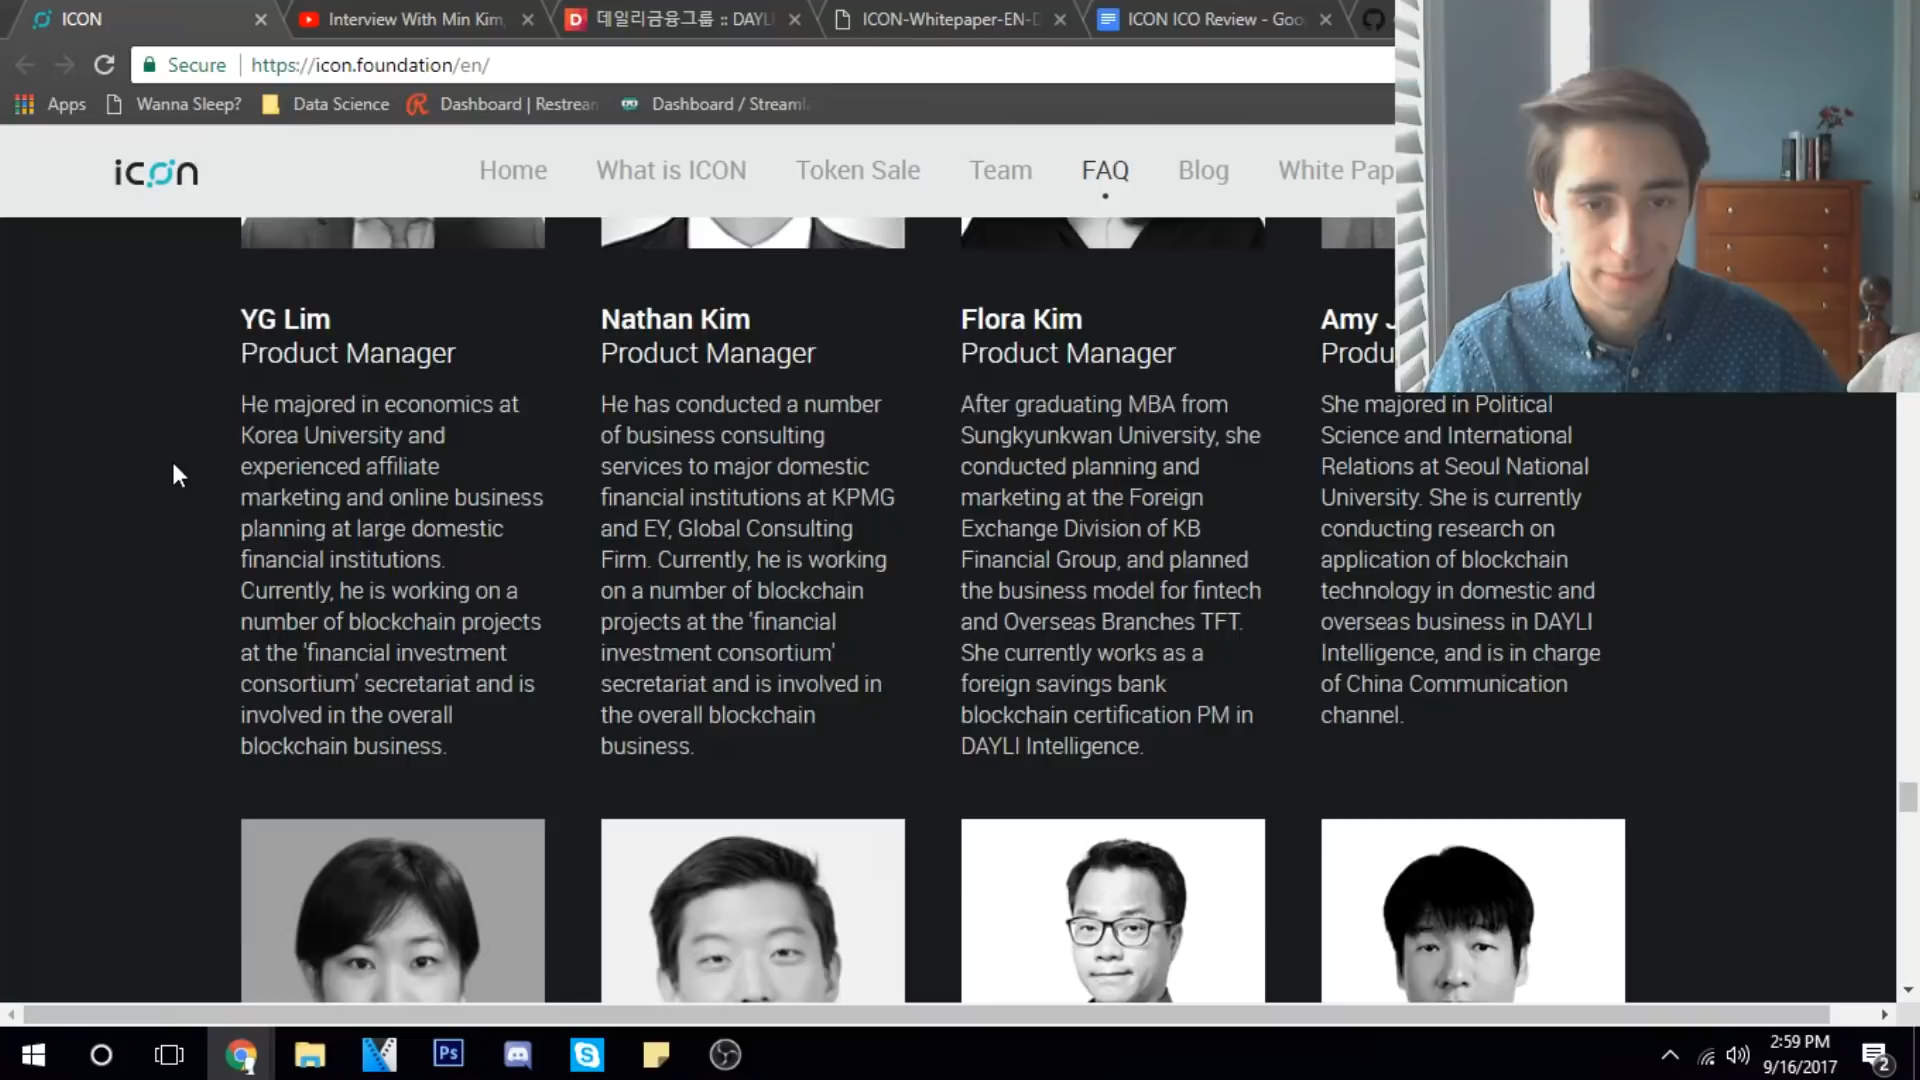 ICON
Interview With Min Kim,
데일리금융그룹 :: DAYLI
ICON-Whitepaper-EN-D
ICON ICO Review - Goo
Secure
https://icon.foundation/en/
Apps
Wanna Sleep?
Data Science
Dashboard | Restream
Dashboard / Streaml
icon
Home
What is ICON
Token Sale
Team
FAQ
Blog
White Pap
YG Lim
Product Manager
He majored in economics at
Korea University and
experienced affiliate
marketing and online business
planning at large domestic
financial institutions.
Currently, he is working on a
number of blockchain projects
at the 'financial investment
consortium' secretariat and is
involved in the overall
blockchain business.
Nathan Kim
Product Manager
He has conducted a number
of business consulting
services to major domestic
financial institutions at KPMG
and EY, Global Consulting
Firm. Currently, he is working
on a number of blockchain
projects at the 'financial
investment consortium'
secretariat and is involved in
the overall blockchain
business.
Flora Kim
Product Manager
After graduating MBA from
Sungkyunkwan University, she
conducted planning and
marketing at the Foreign
Exchange Division of KB
Financial Group, and planned
the business model for fintech
and Overseas Branches TFT.
She currently works as a
foreign savings bank
blockchain certification PM in
DAYLI Intelligence.
Amy J
Produ
She majored in Political
Science and International
Relations at Seoul National
University. She is currently
conducting research on
application of blockchain
technology in domestic and
overseas business in DAYLI
Intelligence, and is in charge
of China Communication
channel.
Ps
2:59 PM
9/16/2017
2